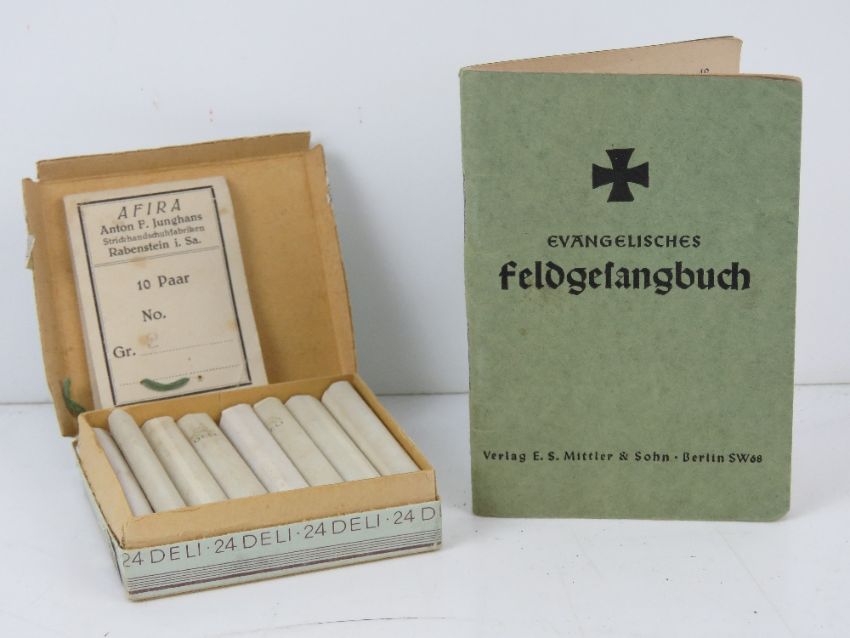 AFIRA
Anton F. Junghans
Strickhandschuhfabriken
Rabenstein i. Sa.
10 Paar
No.
Gr. 2
24 DELI · 24 DELI · 24 DELI · 24 D
EVANGELISCHES
Feldgesangbuch
Verlag E. S. Mittler & Sohn · Berlin SW68